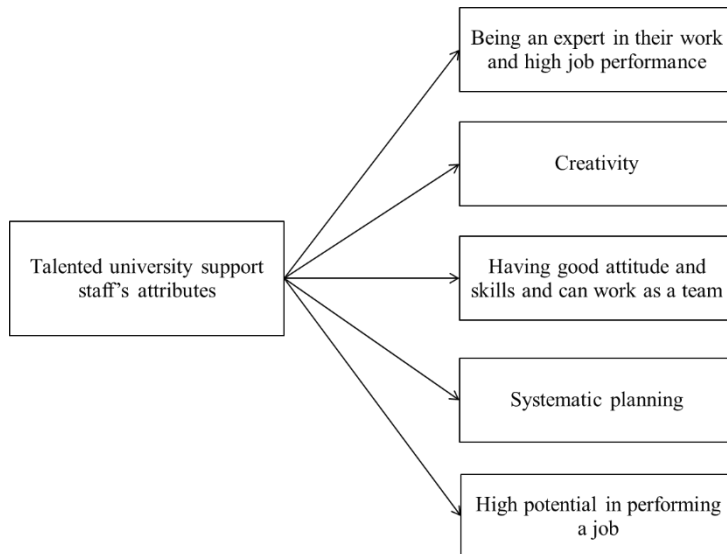 Being an expert in their work
and high job performance
Creativity
Talented university support
staff's attributes
Having good attitude and
skills and can work as a team
Systematic planning
High potential in performing
a job